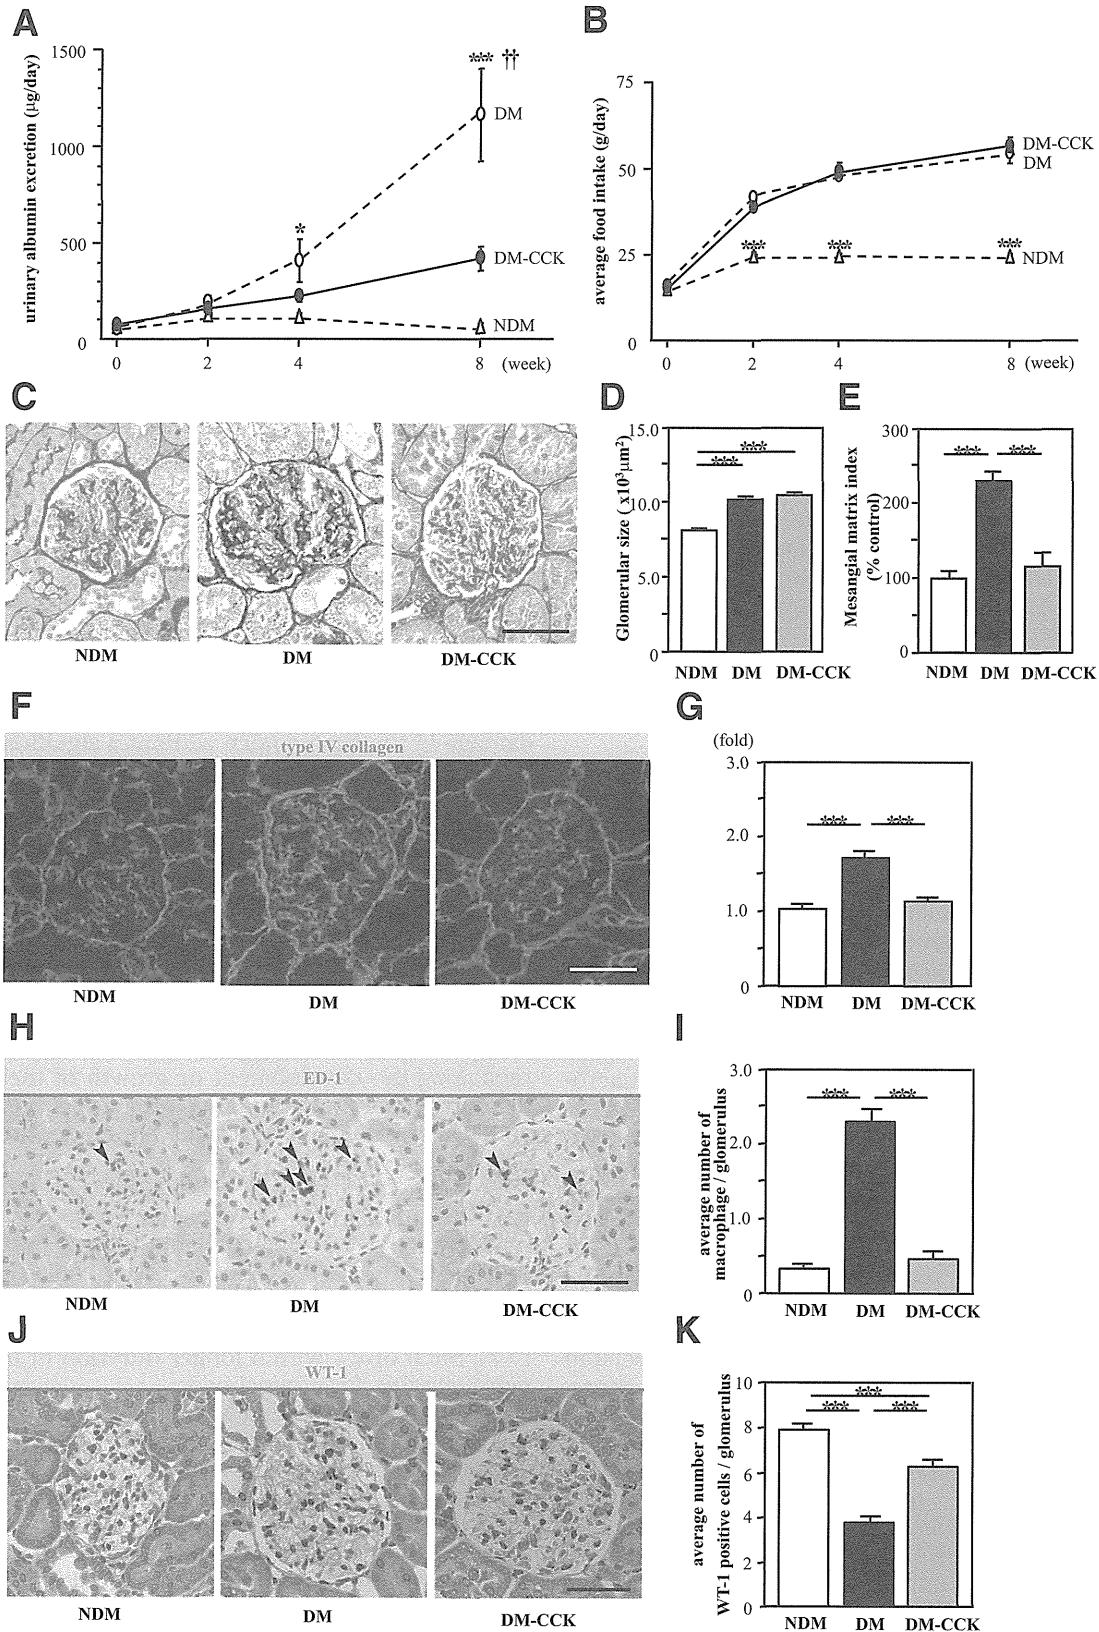 A
urinary albumin excretion (μg/day)
1500
1000
500
0
*** ††
*
DM
DM-CCK
NDM
0 2 4 8 (week)
B
average food intake (g/day)
75
50
25
0
DM-CCK
DM
*** *** ***
NDM
0 2 4 8 (week)
C
NDM DM DM-CCK
D
Glomerular size ( x10³μm²)
15.0
10.0
5.0
0
***
***
NDM DM DM-CCK
E
Mesangial matrix index
(% control)
300
200
100
0
*** ***
NDM DM DM-CCK
F
type IV collagen
NDM DM DM-CCK
G
(fold)
3.0
2.0
1.0
0
*** ***
NDM DM DM-CCK
H
ED-1
NDM DM DM-CCK
I
average number of
macrophage / glomerulus
3.0
2.0
1.0
0
*** ***
NDM DM DM-CCK
J
WT-1
NDM DM DM-CCK
K
average number of
WT-1 positive cells / glomerulus
10
8
6
4
2
0
***
*** ***
NDM DM DM-CCK